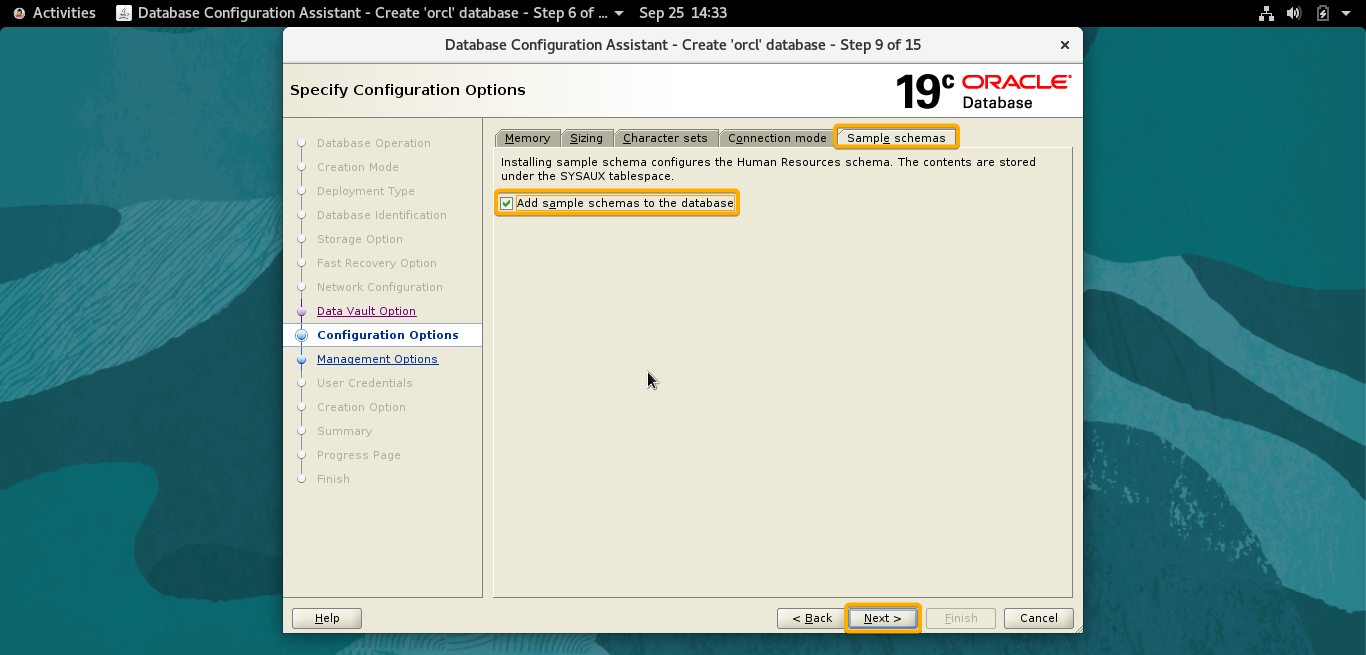 Activities
Database Configuration Assistant - Create 'orcl' database - Step 6 of ...
Sep 25 14:33
Database Configuration Assistant - Create 'orcl' database - Step 9 of 15
Specify Configuration Options
19c ORACLE
Database
Database Operation
Creation Mode
Deployment Type
Database Identification
Storage Option
Fast Recovery Option
Network Configuration
Data Vault Option
Configuration Options
Management Options
User Credentials
Creation Option
Summary
Progress Page
Finish
Memory
Sizing
Character sets
Connection mode
Sample schemas
Installing sample schema configures the Human Resources schema. The contents are stored
under the SYSAUX tablespace.
Add sample schemas to the database
Help
< Back
Next >
Finish
Cancel